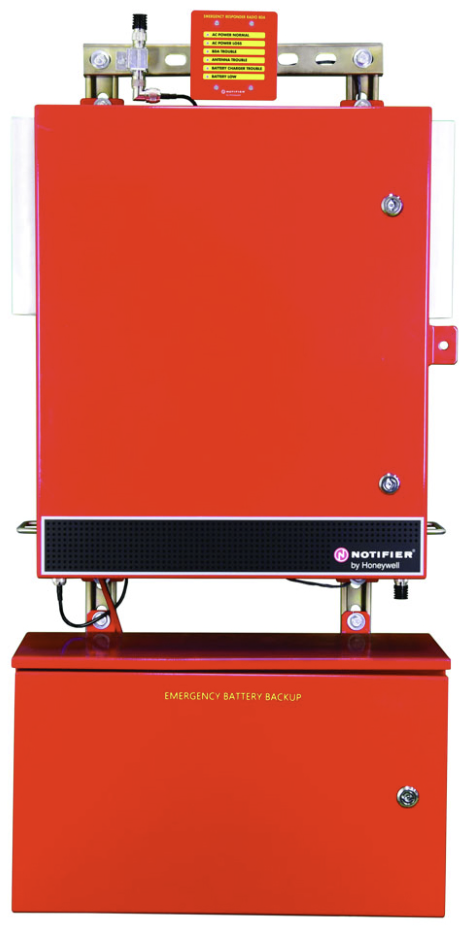 EMERGENCY RESPONDER RADIO BDA
AC POWER NORMAL
AC POWER LOSS
BDA TROUBLE
ANTENNA TROUBLE
BATTERY CHARGER TROUBLE
BATTERY LOW
NOTIFIER
NOTIFIER®
by Honeywell
EMERGENCY BATTERY BACKUP